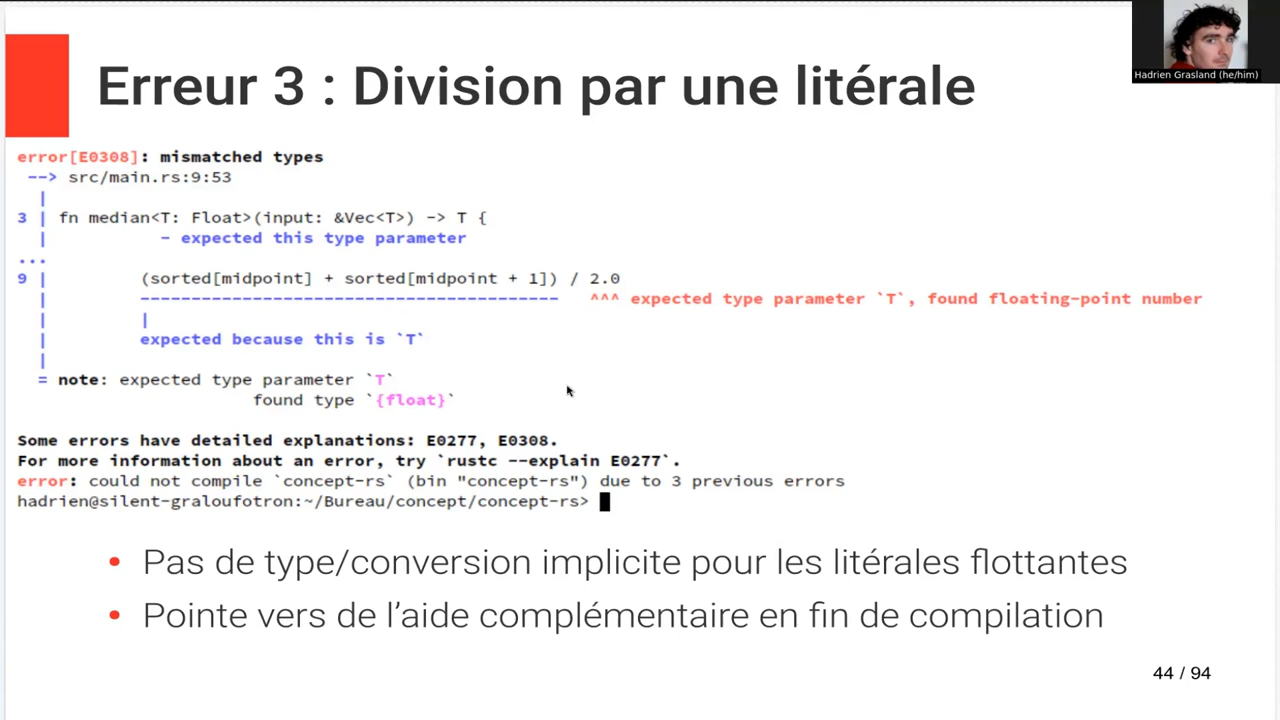 Hadrien Grasland (he/him)
Erreur 3 : Division par une litérale
error[E0308]: mismatched types
--> src/main.rs:9:53
|
3 | fn median<T: Float>(input: &Vec<T>) -> T {
| - expected this type parameter
...
9 | (sorted[midpoint] + sorted[midpoint + 1]) / 2.0
| ----------------------------------------- ^^^ expected type parameter `T`, found floating-point number
| |
| expected because this is `T`
|
= note: expected type parameter `T`
found type `{float}`
Some errors have detailed explanations: E0277, E0308.
For more information about an error, try `rustc --explain E0277`.
error: could not compile `concept-rs` (bin "concept-rs") due to 3 previous errors
hadrien@silent-graloufotron:~/Bureau/concept/concept-rs>
• Pas de type/conversion implicite pour les litérales flottantes
• Pointe vers de l’aide complémentaire en fin de compilation
44 / 94